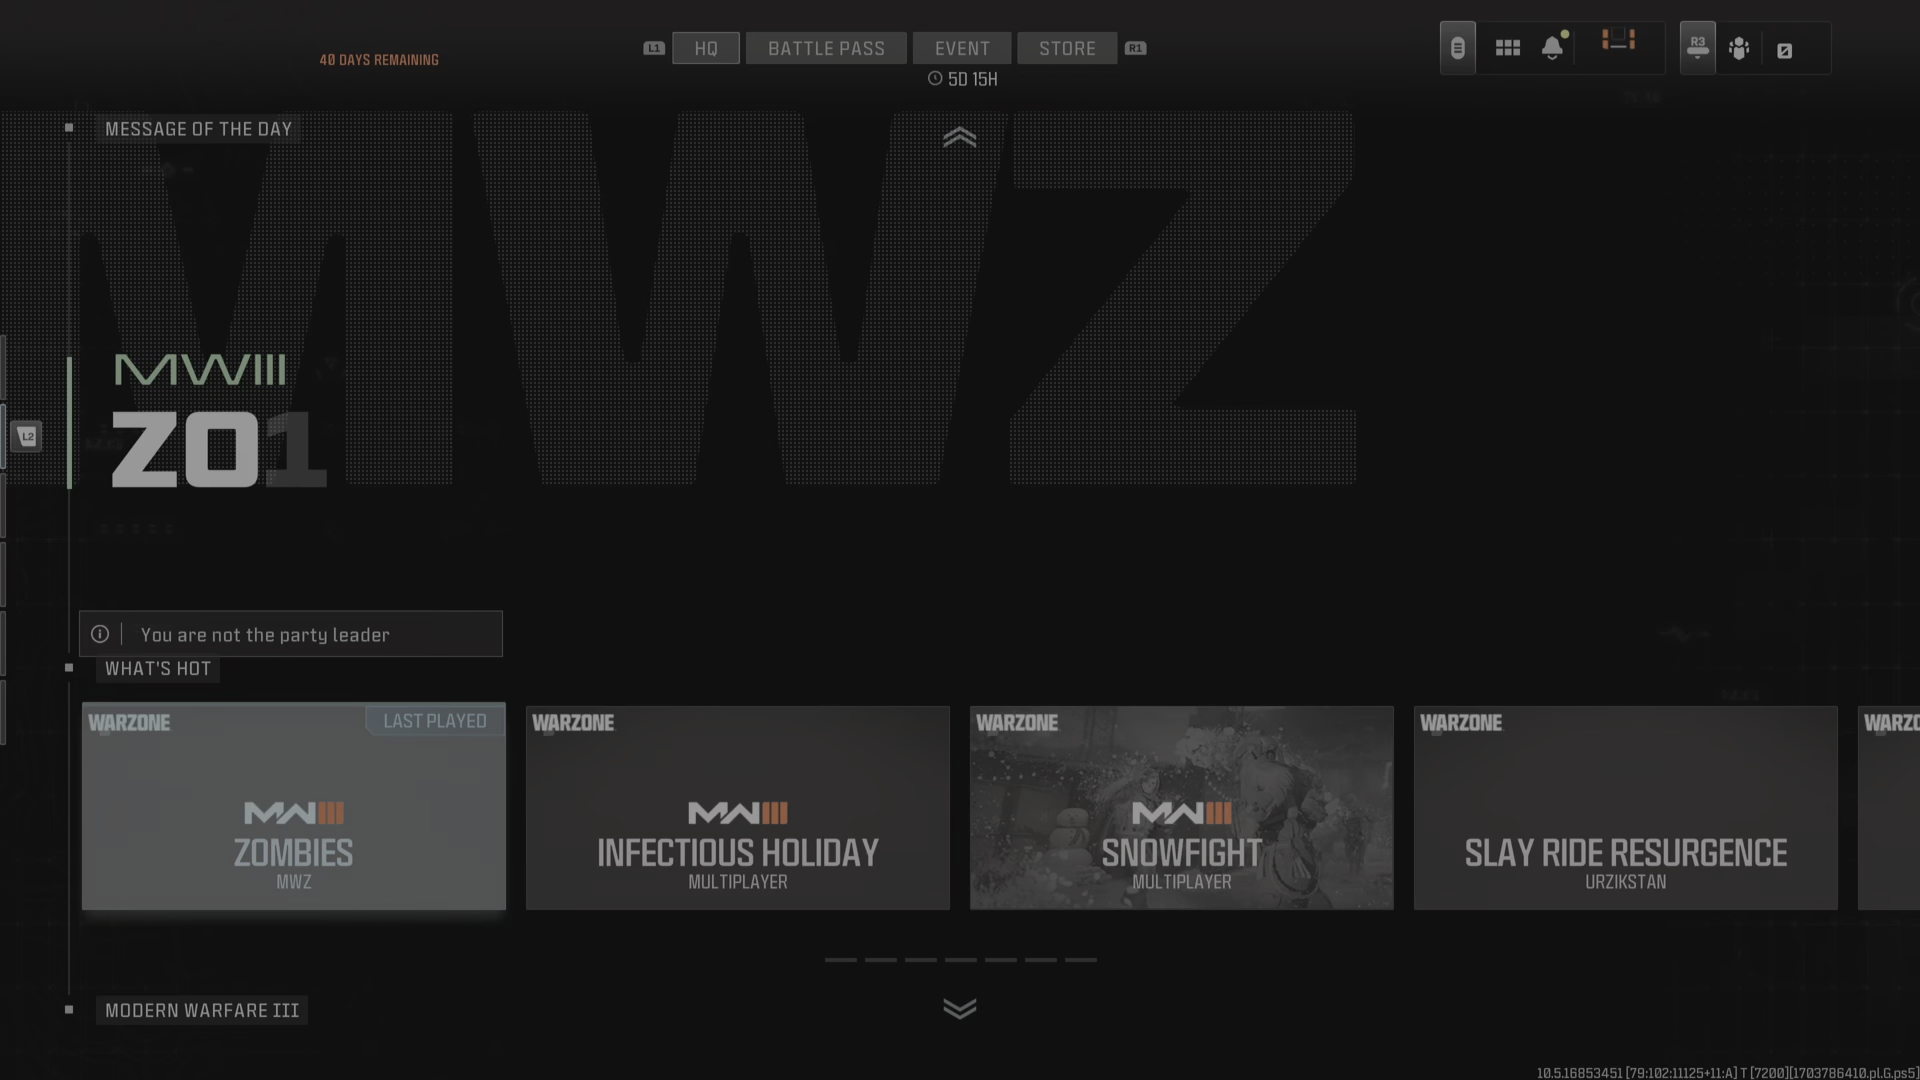 40 DAYS REMAINING
L1
HQ
BATTLE PASS
EVENT
STORE
R1
5D 15H
R3
MESSAGE OF THE DAY
MWZ
MWIII
ZO1
L2
You are not the party leader
WHAT'S HOT
WARZONE
LAST PLAYED
MWIII
ZOMBIES
MWZ
WARZONE
MWIII
INFECTIOUS HOLIDAY
MULTIPLAYER
WARZONE
MWIII
SNOWFIGHT
MULTIPLAYER
WARZONE
SLAY RIDE RESURGENCE
URZIKSTAN
WARZO
MODERN WARFARE III
10.5.16853451 [79:102:11125+11:A] T [7200][1703786410.pl.G.ps5]